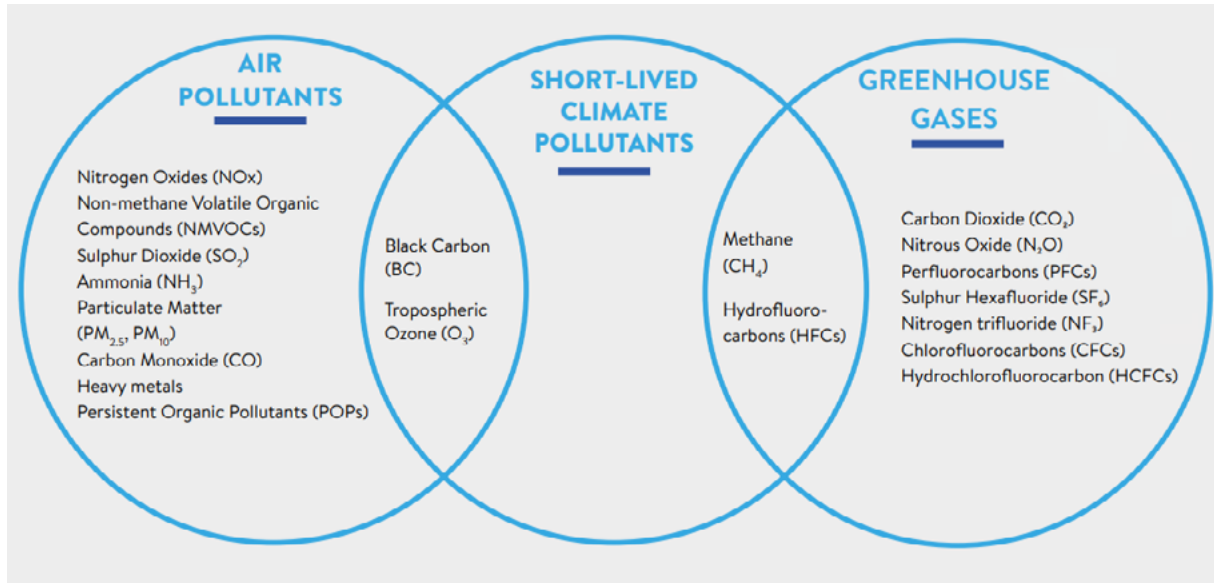 AIR
POLLUTANTS
Nitrogen Oxides (NOx)
Non-methane Volatile Organic
Compounds (NMVOCs)
Sulphur Dioxide (SO₂)
Ammonia (NH₃)
Particulate Matter
(PM₂.₅, PM₁₀)
Carbon Monoxide (CO)
Heavy metals
Persistent Organic Pollutants (POPs)
Black Carbon
(BC)
Tropospheric
Ozone (O₃)
SHORT-LIVED
CLIMATE
POLLUTANTS
Methane
(CH₄)
Hydrofluoro-
carbons (HFCs)
GREENHOUSE
GASES
Carbon Dioxide (CO₂)
Nitrous Oxide (N₂O)
Perfluorocarbons (PFCs)
Sulphur Hexafluoride (SF₆)
Nitrogen trifluoride (NF₃)
Chlorofluorocarbons (CFCs)
Hydrochlorofluorocarbon (HCFCs)